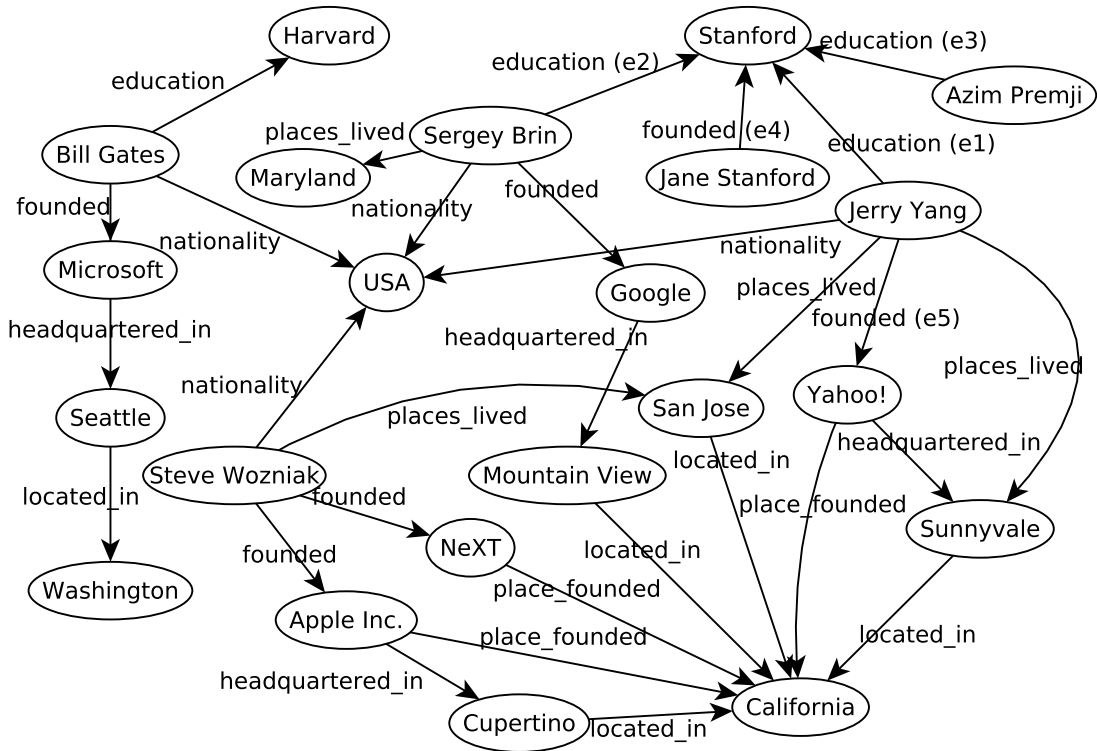 Harvard
Stanford
education (e3)
education (e2)
education
Azim Premji
places_lived
Sergey Brin
founded (e4)
education (e1)
Bill Gates
Maryland
Jane Stanford
founded
founded
nationality
Jerry Yang
nationality
nationality
Microsoft
USA
Google
places_lived
founded (e5)
headquartered_in
headquartered_in
places_lived
nationality
Seattle
places_lived
San Jose
Yahoo!
headquartered_in
located_in
Steve Wozniak
Mountain View
located_in
founded
place_founded
Sunnyvale
founded
NeXT
located_in
Washington
place_founded
Apple Inc.
place_founded
located_in
headquartered_in
Cupertino
located_in
California